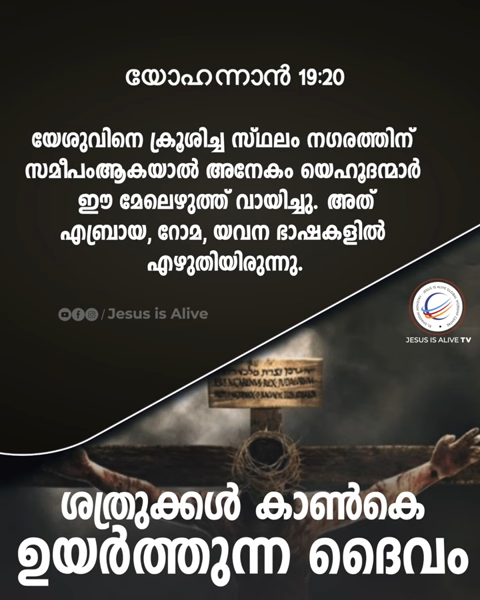 യോഹന്നാൻ 19:20
യേശുവിനെ ക്രൂശിച്ച സ്ഥലം നഗരത്തിന്
സമീപംആകയാൽ അനേകം യെഹൂദന്മാർ
ഈ മേലെഴുത്ത് വായിച്ചു. അത്
എബ്രായ, റോമ, യവന ഭാഷകളിൽ
എഴുതിയിരുന്നു.
/ Jesus is Alive
JESUS IS ALIVE TV
ശത്രുക്കൾ കാൺകെ
ഉയർത്തുന്ന ദൈവം